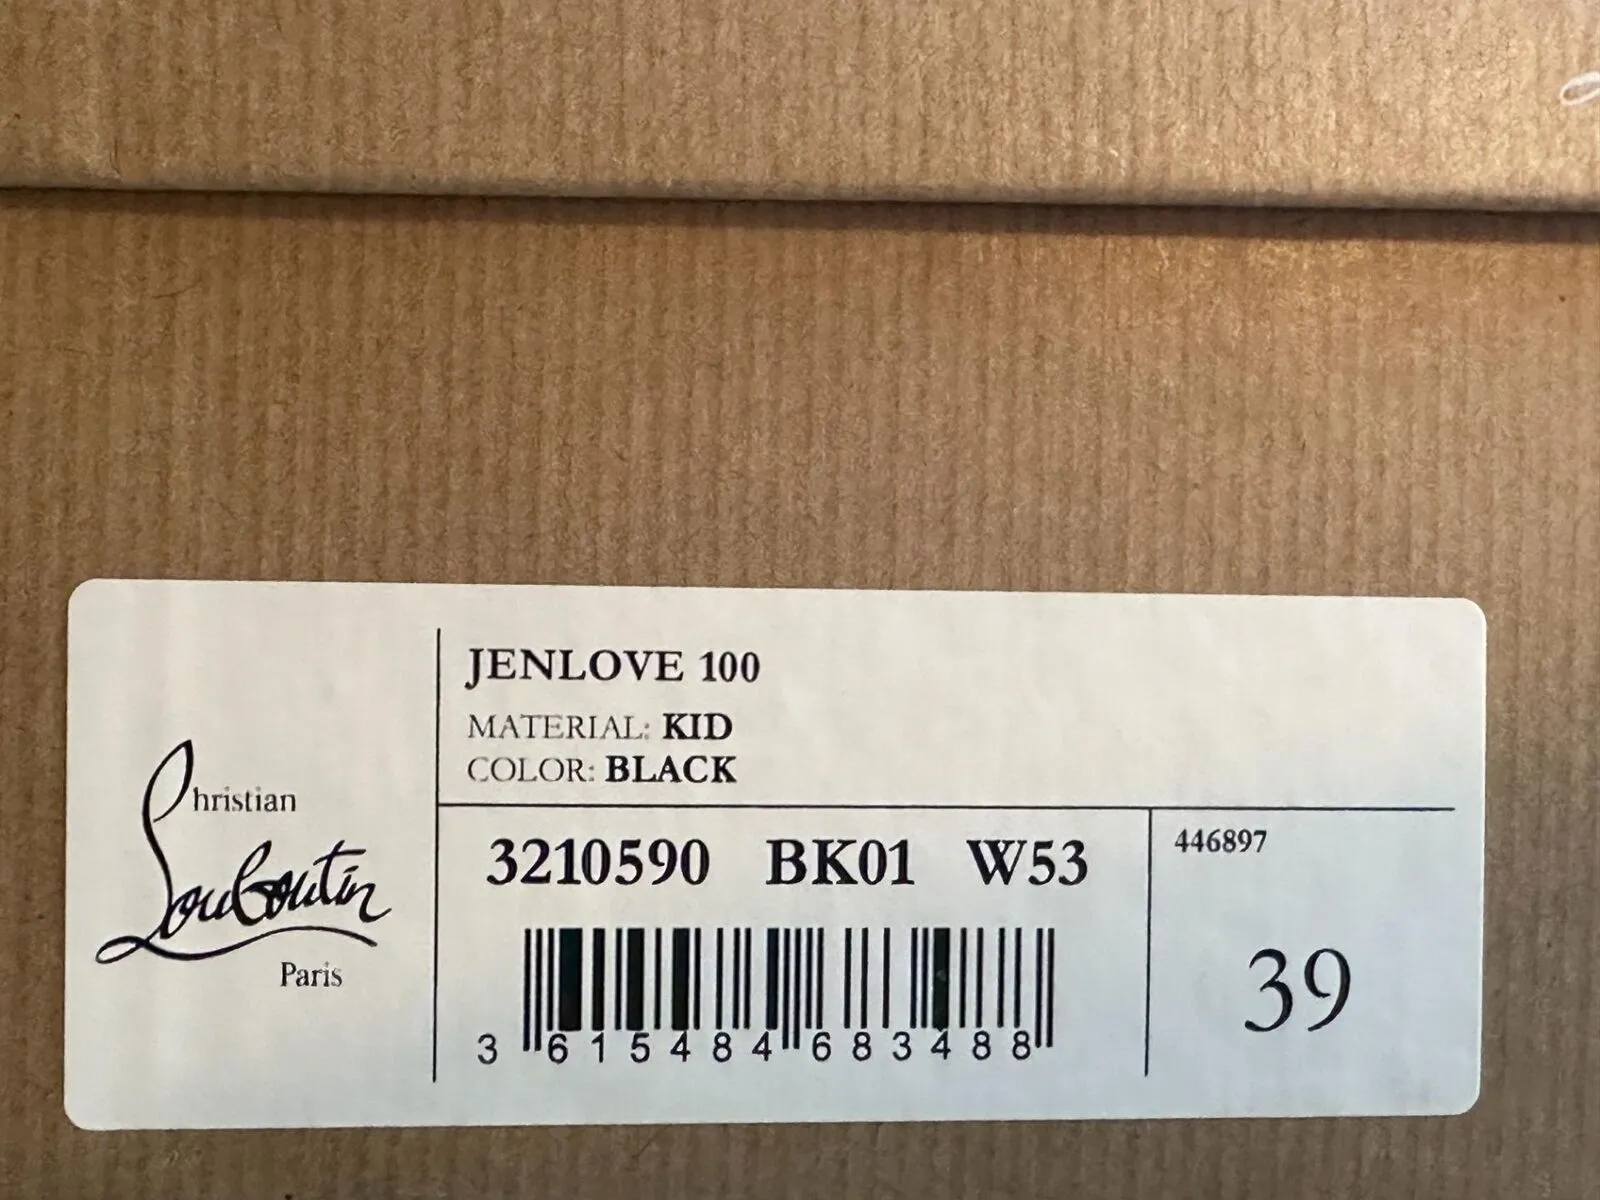 Christian
Louboutin
Paris
JENLOVE 100
MATERIAL: KID
COLOR: BLACK
3210590 BK01 W53
3 615484 683488
446897
39